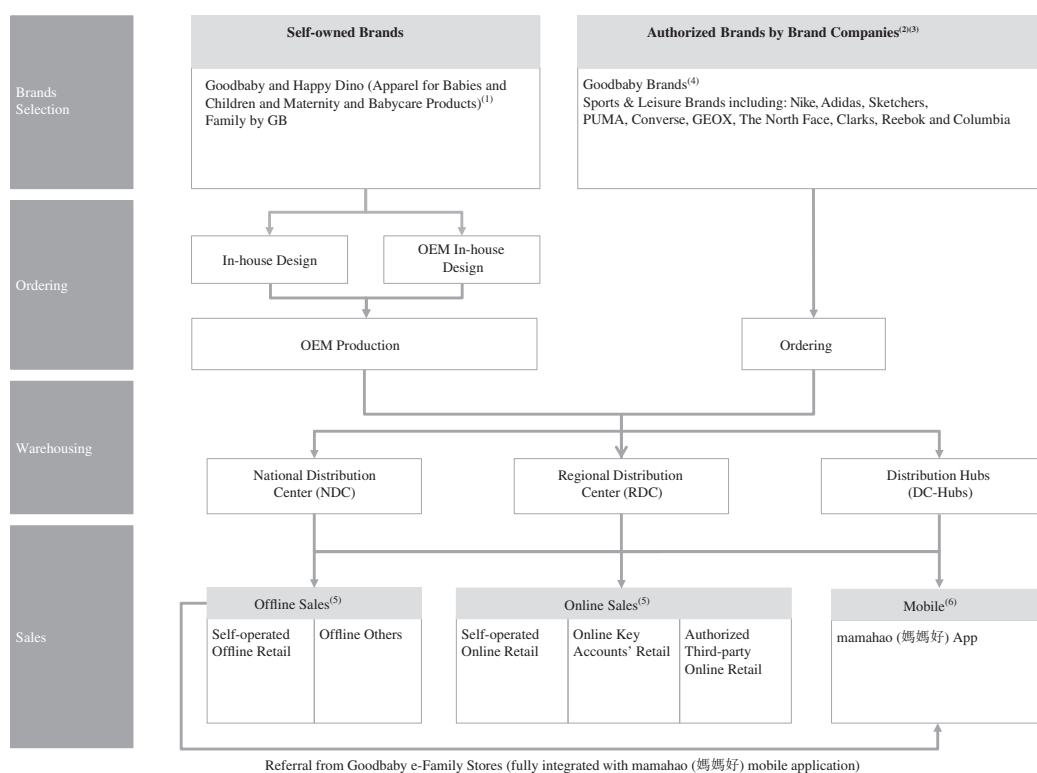 Brands
Selection
Self-owned Brands
Goodbaby and Happy Dino (Apparel for Babies and
Children and Maternity and Babycare Products)(1)
Family by GB
Authorized Brands by Brand Companies(2)(3)
Goodbaby Brands(4)
Sports & Leisure Brands including: Nike, Adidas, Sketchers,
PUMA, Converse, GEOX, The North Face, Clarks, Reebok and Columbia
Ordering
In-house Design
OEM In-house
Design
OEM Production
Ordering
Warehousing
National Distribution
Center (NDC)
Regional Distribution
Center (RDC)
Distribution Hubs
(DC-Hubs)
Sales
Offline Sales(5)
Self-operated
Offline Retail
Offline Others
Online Sales(5)
Self-operated
Online Retail
Online Key
Accounts’ Retail
Authorized
Third-party
Online Retail
Mobile(6)
mamahao (媽媽好) App
Referral from Goodbaby e-Family Stores (fully integrated with mamahao (媽媽好) mobile application)